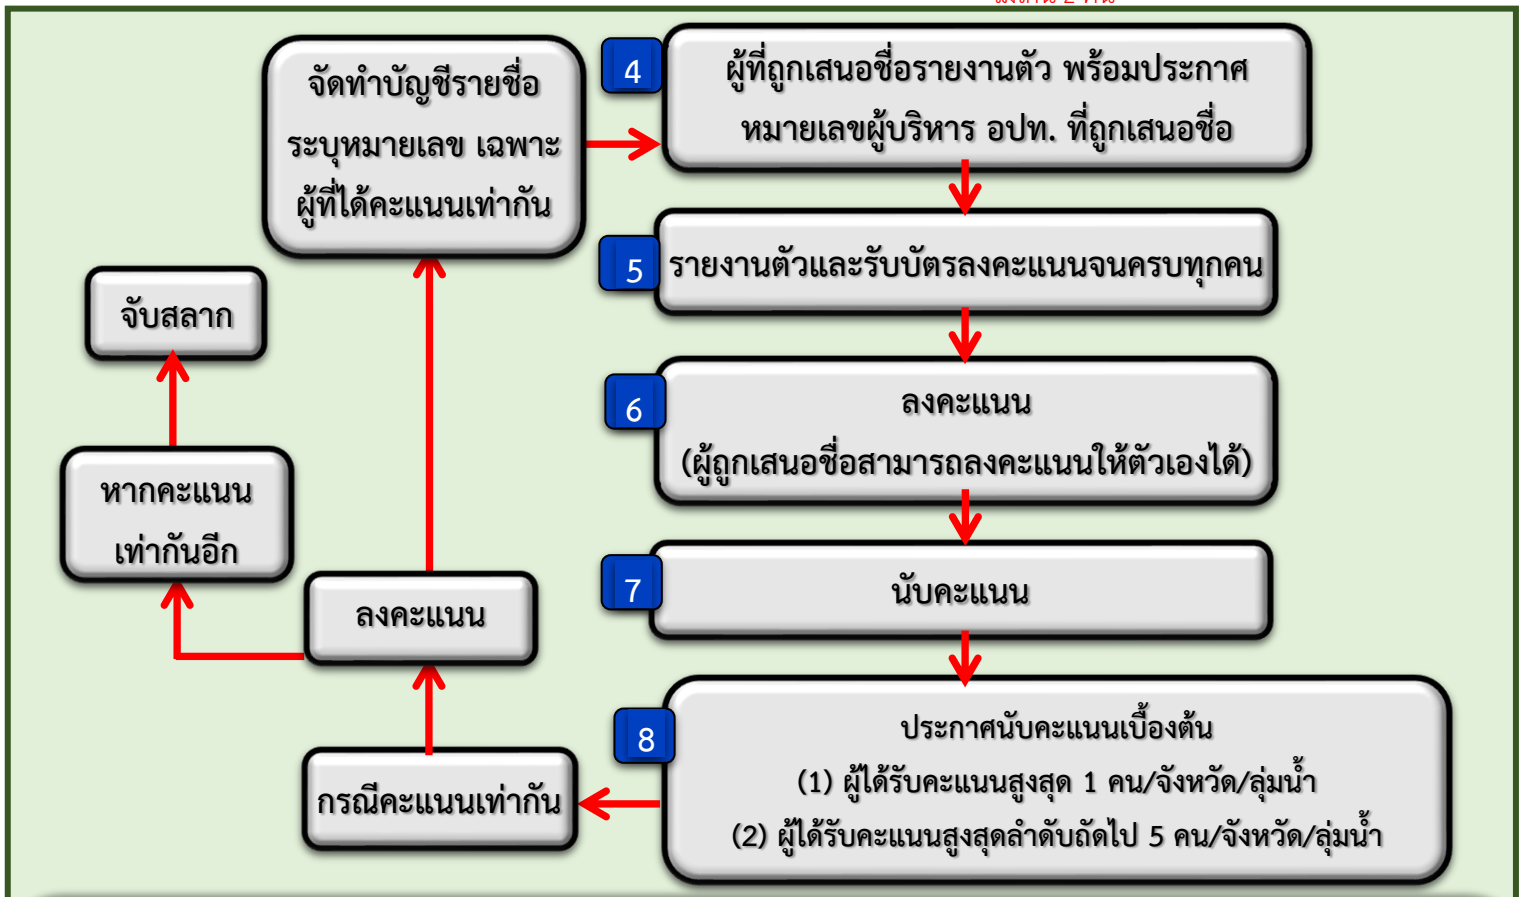 จัดทำบัญชีรายชื่อ
ระบุหมายเลข เฉพาะ
ผู้ที่ได้คะแนนเท่ากัน
4
ผู้ที่ถูกเสนอชื่อรายงานตัว พร้อมประกาศ
หมายเลขผู้บริหาร อปท. ที่ถูกเสนอชื่อ
5
รายงานตัวและรับบัตรลงคะแนนจนครบทุกคน
จับสลาก
6
ลงคะแนน
(ผู้ถูกเสนอชื่อสามารถลงคะแนนให้ตัวเองได้)
หากคะแนน
เท่ากันอีก
7
นับคะแนน
ลงคะแนน
8
ประกาศนับคะแนนเบื้องต้น
(1) ผู้ได้รับคะแนนสูงสุด 1 คน/จังหวัด/ลุ่มน้ำ
(2) ผู้ได้รับคะแนนสูงสุดลำดับถัดไป 5 คน/จังหวัด/ลุ่มน้ำ
กรณีคะแนนเท่ากัน